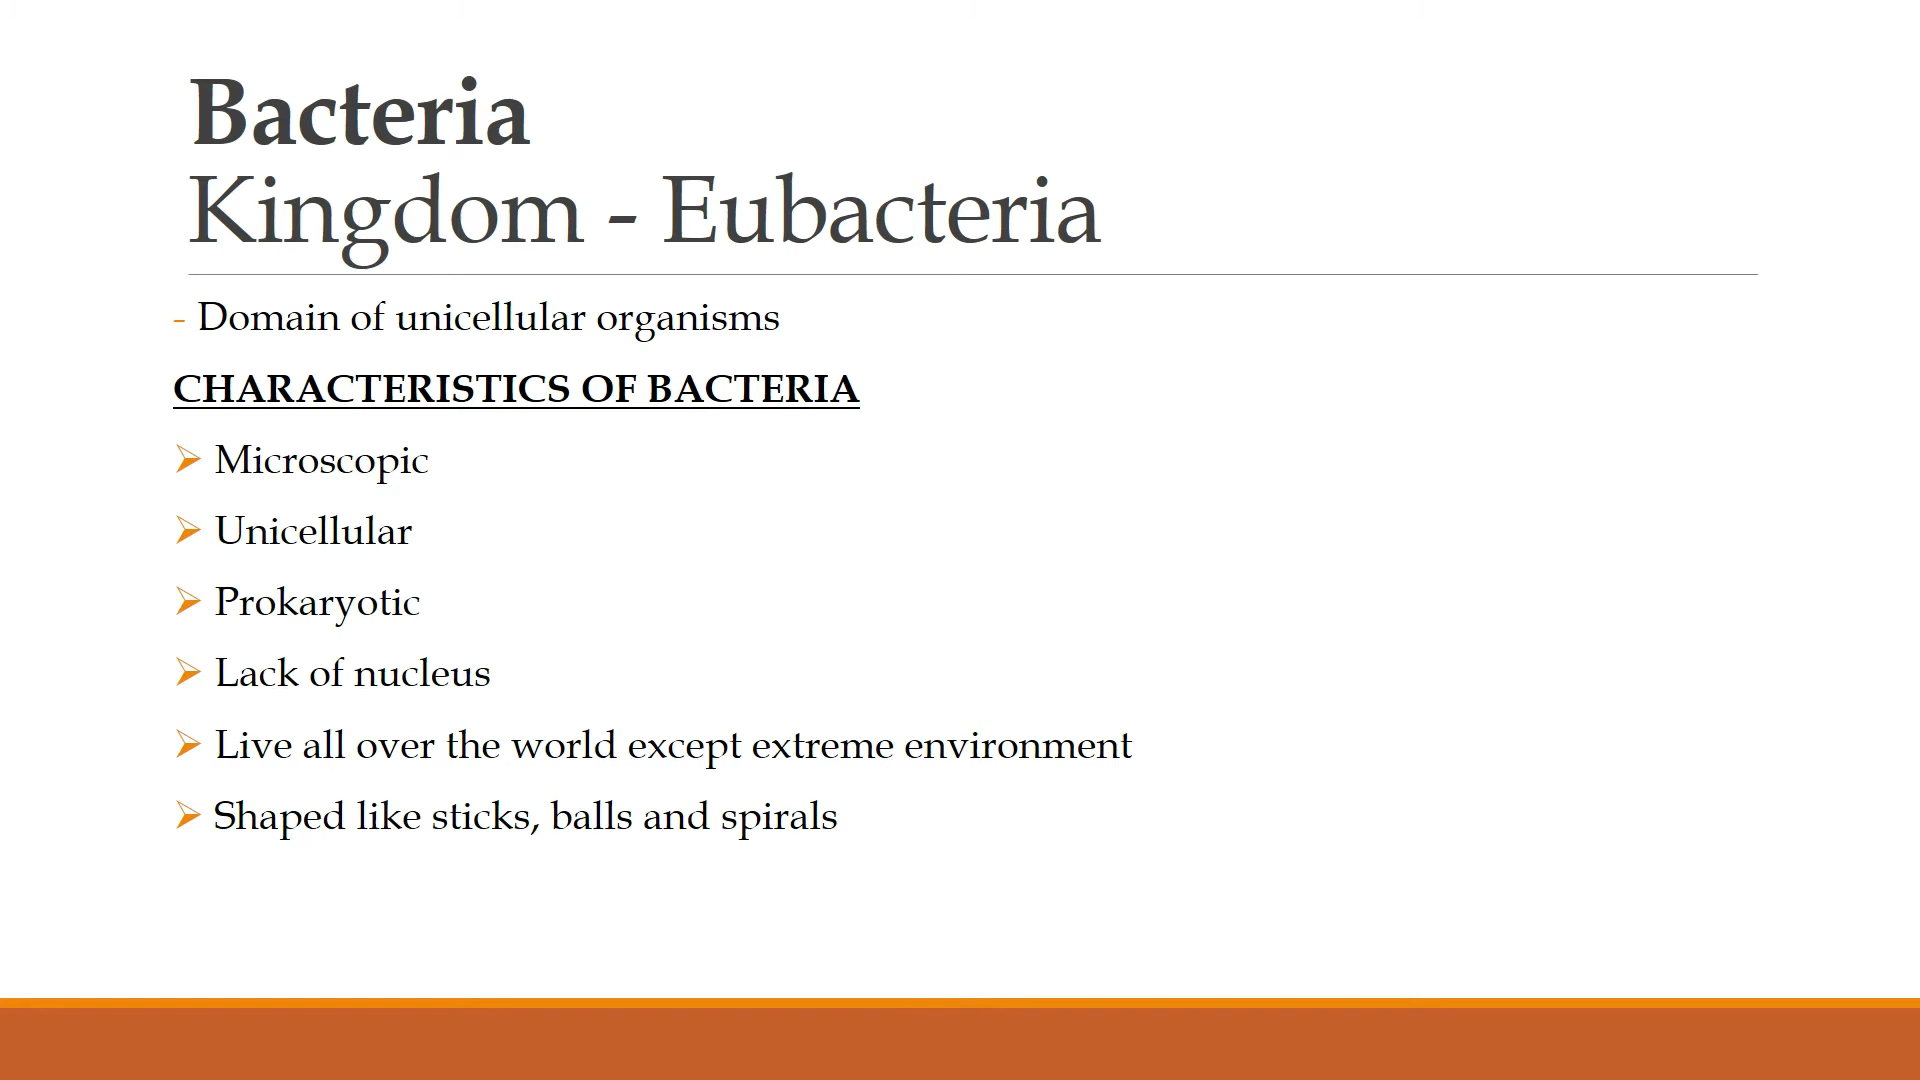 Bacteria
Kingdom - Eubacteria
- Domain of unicellular organisms
CHARACTERISTICS OF BACTERIA
➢ Microscopic
➢ Unicellular
➢ Prokaryotic
➢ Lack of nucleus
➢ Live all over the world except extreme environment
➢ Shaped like sticks, balls and spirals